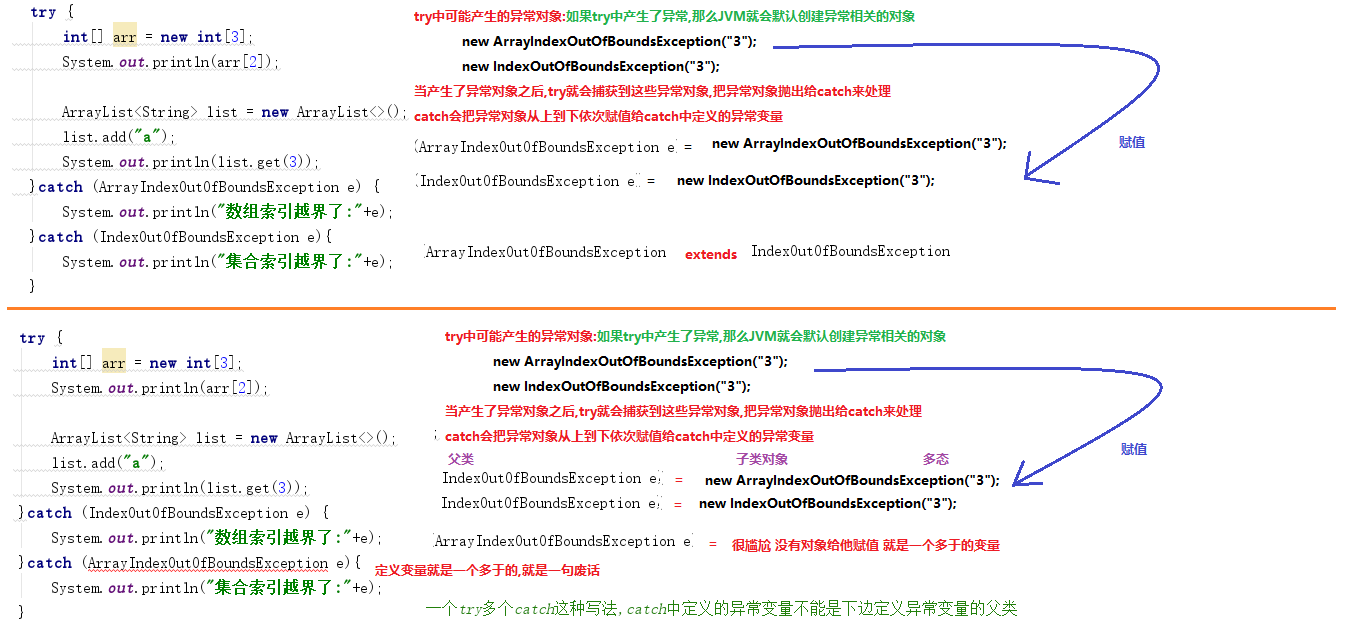 try {
int[] arr = new int[3];
System.out.println(arr[2]);
ArrayList<String> list = new ArrayList<>();
list.add("a");
System.out.println(list.get(3));
}catch (ArrayIndexOutOfBoundsException e) {
System.out.println("数组索引越界了:"+e);
}catch (IndexOutOfBoundsException e){
System.out.println("集合索引越界了:"+e);
}
try中可能产生的异常对象:如果try中产生了异常,那么JVM就会默认创建异常相关的对象
new ArrayIndexOutOfBoundsException("3");
new IndexOutOfBoundsException("3");
当产生了异常对象之后,try就会捕获到这些异常对象,把异常对象抛出给catch来处理
catch会把异常对象从上到下依次赋值给catch中定义的异常变量
(ArrayIndexOutOfBoundsException e = new ArrayIndexOutOfBoundsException("3");
(IndexOutOfBoundsException e = new IndexOutOfBoundsException("3");
赋值
ArrayIndexOutOfBoundsException extends IndexOutOfBoundsException
try {
int[] arr = new int[3];
System.out.println(arr[2]);
ArrayList<String> list = new ArrayList<>();
list.add("a");
System.out.println(list.get(3));
}catch (IndexOutOfBoundsException e) {
System.out.println("数组索引越界了:"+e);
}catch (ArrayIndexOutOfBoundsException e){
System.out.println("集合索引越界了:"+e);
}
try中可能产生的异常对象:如果try中产生了异常,那么JVM就会默认创建异常相关的对象
new ArrayIndexOutOfBoundsException("3");
new IndexOutOfBoundsException("3");
当产生了异常对象之后,try就会捕获到这些异常对象,把异常对象抛出给catch来处理
catch会把异常对象从上到下依次赋值给catch中定义的异常变量
父类 子类对象 多态
IndexOutOfBoundsException e = new ArrayIndexOutOfBoundsException("3");
IndexOutOfBoundsException e = new IndexOutOfBoundsException("3");
赋值
ArrayIndexOutOfBoundsException e = 很尴尬 没有对象给他赋值 就是一个多于的变量
定义变量就是一个多于的,就是一句废话
一个try多个catch这种写法,catch中定义的异常变量不能是下边定义异常变量的父类